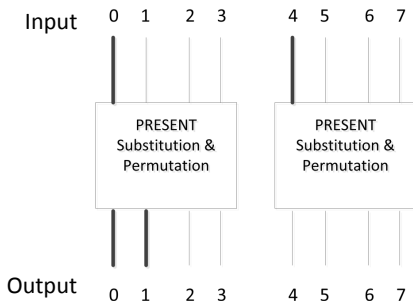 Input 0 1 2 3 4 5 6 7
PRESENT
Substitution &
Permutation
PRESENT
Substitution &
Permutation
Output 0 1 2 3 4 5 6 7